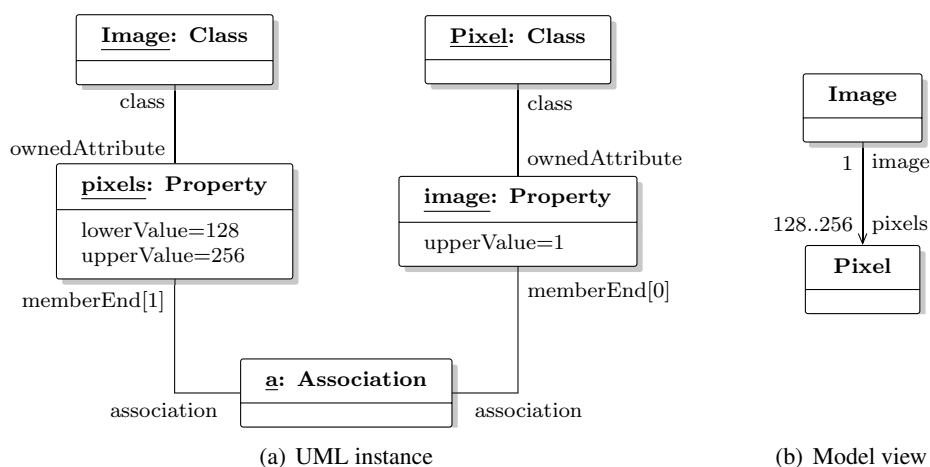 Image: Class
Pixel: Class
class
class
ownedAttribute
ownedAttribute
pixels: Property
lowerValue=128
upperValue=256
image: Property
upperValue=1
memberEnd[1]
memberEnd[0]
a: Association
association
association
(a) UML instance
Image
1 image
128..256 pixels
Pixel
(b) Model view